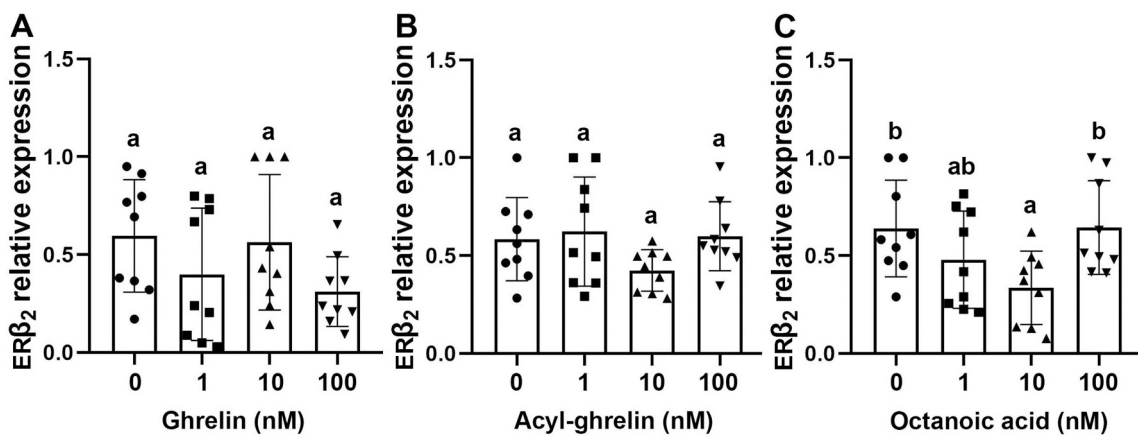 A
ERβ₂ relative expression
1.5
1.0
0.5
0.0
a
a
a
a
0
1
10
100
Ghrelin (nM)
B
ERβ₂ relative expression
1.5
1.0
0.5
0.0
a
a
a
a
0
1
10
100
Acyl-ghrelin (nM)
C
ERβ₂ relative expression
1.5
1.0
0.5
0.0
b
ab
a
b
0
1
10
100
Octanoic acid (nM)